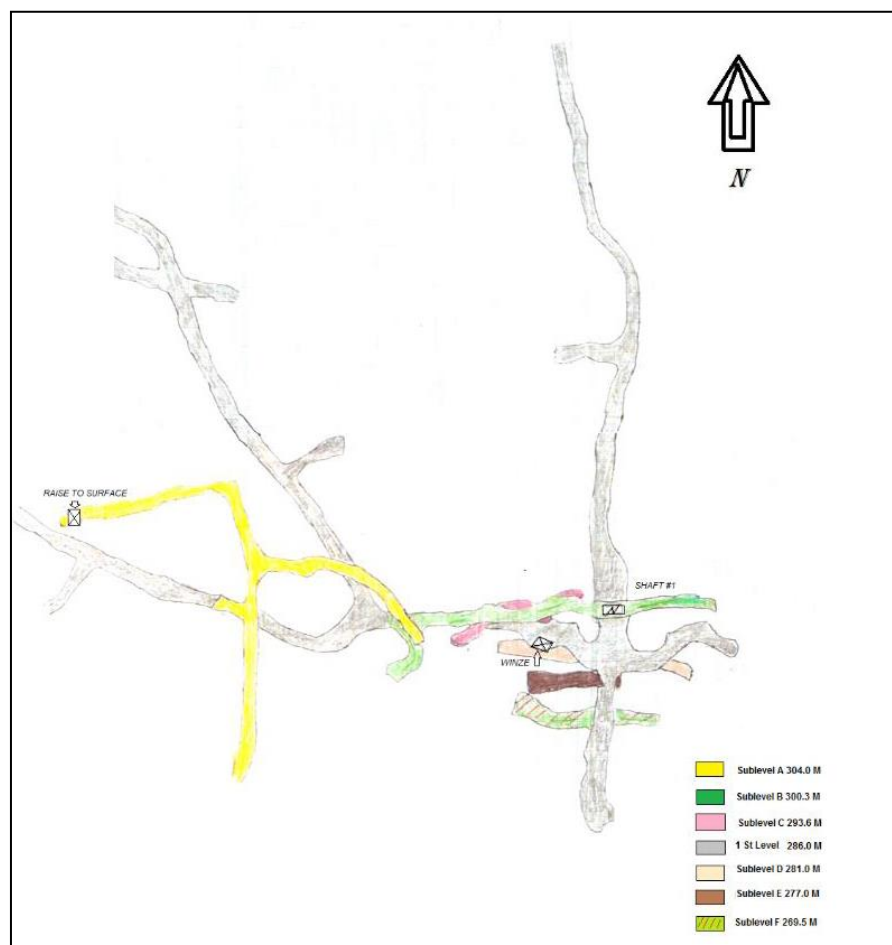 N
RAISE TO SURFACE
SHAFT #1
N
WINZE
Sublevel A 304.0 M
Sublevel B 300.3 M
Sublevel C 293.6 M
1 St Level 286.0 M
Sublevel D 281.0 M
Sublevel E 277.0 M
Sublevel F 269.5 M